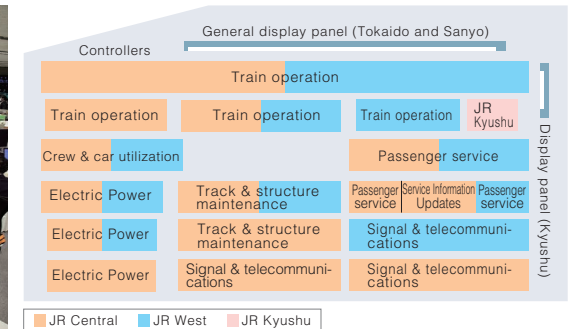 General display panel (Tokaido and Sanyo)
Controllers
Train operation
Train operation
Train operation
Train operation
JR
Kyushu
Crew & car utilization
Passenger service
Electric Power
Track & structure
maintenance
Passenger
service
Service Information
Updates
Passenger
service
Electric Power
Track & structure
maintenance
Signal & telecommuni-
cations
Electric Power
Signal & telecommuni-
cations
Signal & telecommuni-
cations
Display panel (Kyushu)
JR Central
JR West
JR Kyushu